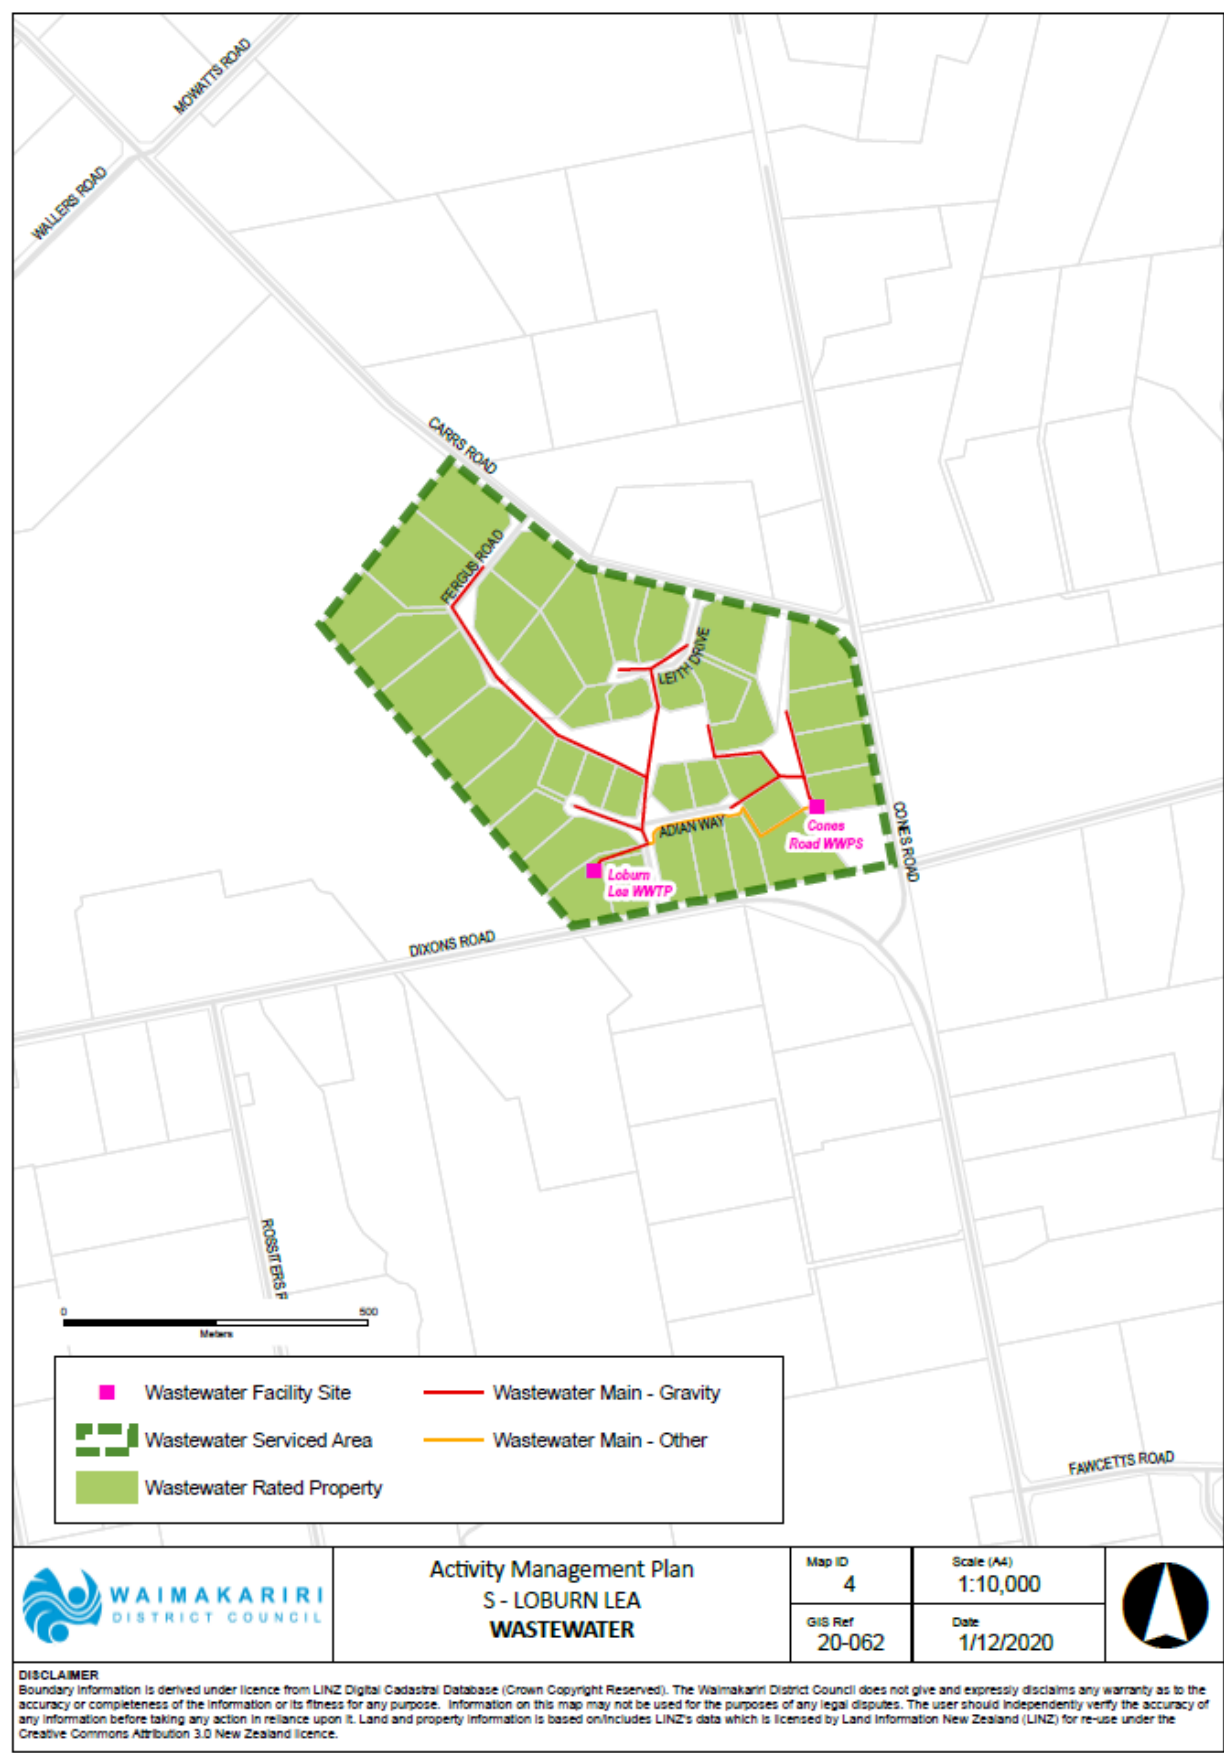 MOWATTS ROAD
WALLERS ROAD
CARRS ROAD
FERGUS ROAD
LEITH DRIVE
ADIAN WAY
Cones
Road WWPS
CONES ROAD
Loburn
Lea WWTP
DIXONS ROAD
ROSSITERS R
0 500
Meters
Wastewater Facility Site
Wastewater Main - Gravity
Wastewater Serviced Area
Wastewater Main - Other
Wastewater Rated Property
FAWCETTS ROAD
WAIMAKARIRI
DISTRICT COUNCIL
Activity Management Plan
S - LOBURN LEA
WASTEWATER
Map ID
4
Scale (A4)
1:10,000
GIS Ref
20-062
Date
1/12/2020
DISCLAIMER
Boundary Information is derived under licence from LINZ Digital Cadastral Database (Crown Copyright Reserved). The Waimakariri District Council does not give and expressly disclaims any warranty as to the
accuracy or completeness of the information or its fitness for any purpose. Information on this map may not be used for the purposes of any legal disputes. The user should independently verify the accuracy of
any information before taking any action in reliance upon it. Land and property information is based on/includes LINZ's data which is licensed by Land Information New Zealand (LINZ) for re-use under the
Creative Commons Attribution 3.0 New Zealand licence.